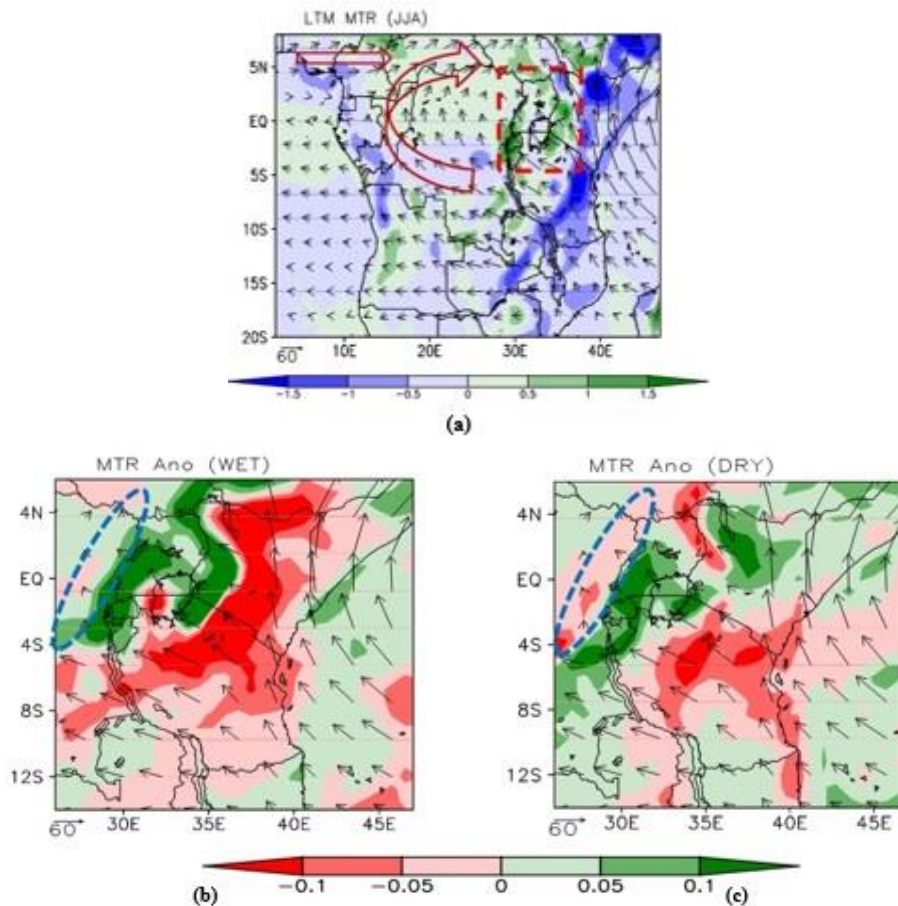 LTM MTR (JJA)
5N
EQ
5S
10S
15S
20S
60 10E 20E 30E 40E
-1.5 -1 -0.5 0 0.5 1 1.5
(a)
MTR Ano (WET) MTR Ano (DRY)
4N 4N
EQ EQ
4S 4S
8S 8S
12S 12S
60 30E 35E 40E 45E 60 30E 35E 40E 45E
-0.1 -0.05 0 0.05 0.1
(b) (c)